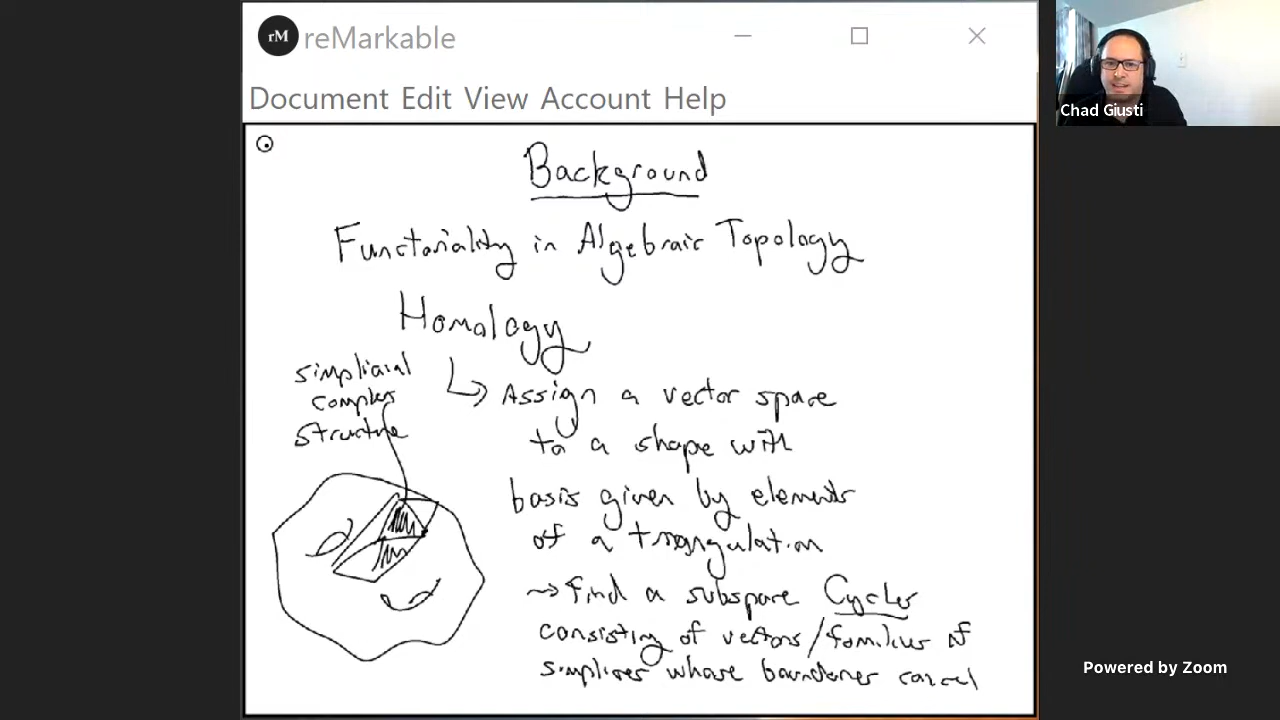 rM reMarkable
Document Edit View Account Help
Chad Giusti
Background
Functoriality in Algebraic Topology
Homology
simplicial
complex
structure
Assign a vector space
to a shape with
basis given by elements
of a triangulation
~> find a subspace Cycles
consisting of vectors/families of
simplices whose boundaries cancel
Powered by Zoom